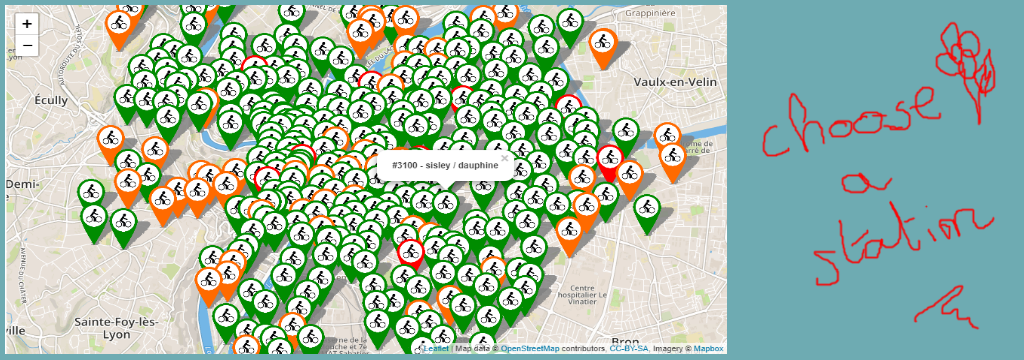 +
−
Grappinière
Vaulx-en-Velin
Écully
#3100 - sisley / dauphine
×
Demi-
Sainte-Foy-lès-
Lyon
Centre
hospitalier Le
Vinatier
Bron
Leaflet | Map data © OpenStreetMap contributors, CC-BY-SA, Imagery © Mapbox
choose
a
station